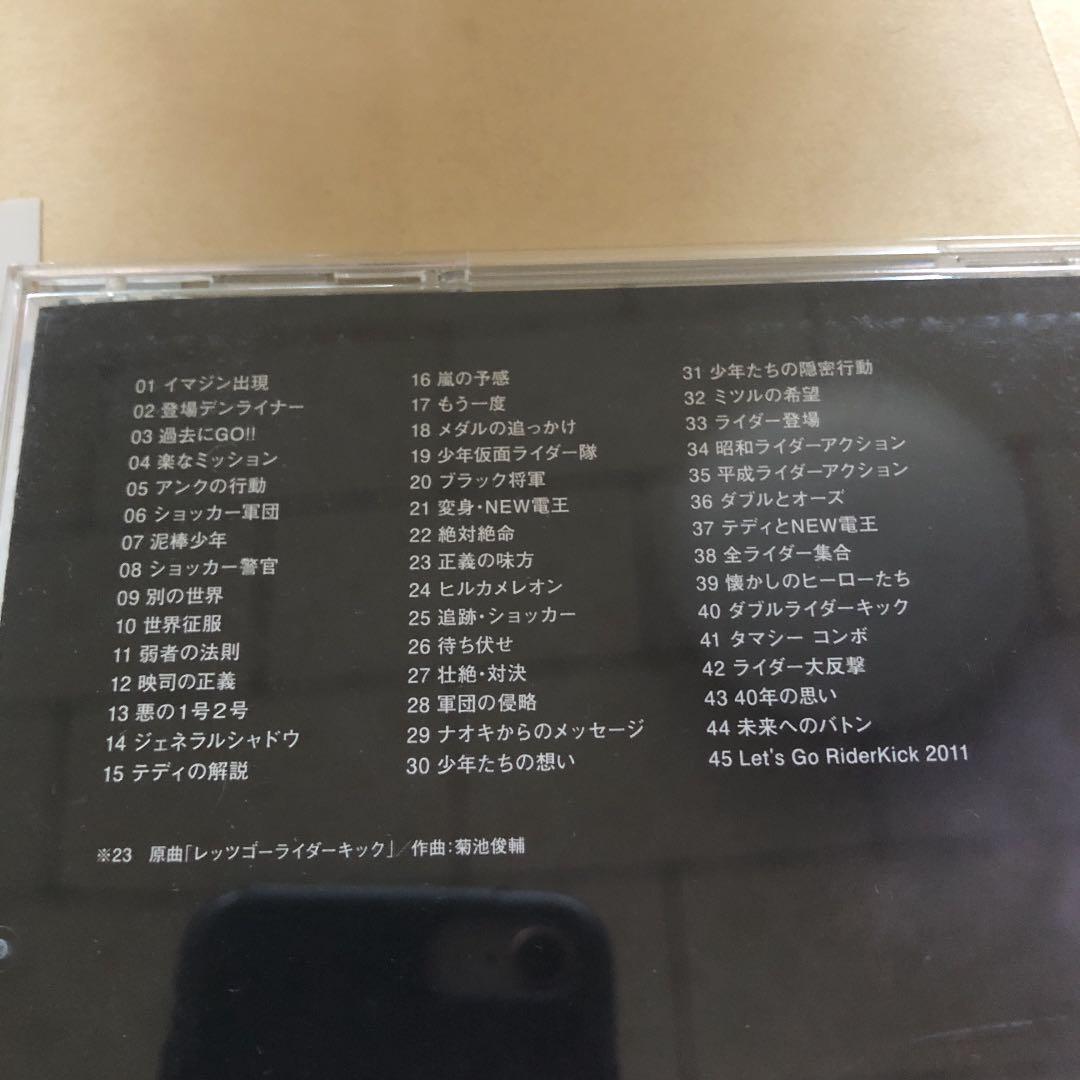 01 イマジン出現
02 登場デンライナー
03 過去にGO!!
04 楽なミッション
05 アンクの行動
06 ショッカー軍団
07 泥棒少年
08 ショッカー警官
09 別の世界
10 世界征服
11 弱者の法則
12 映司の正義
13 悪の1号2号
14 ジェネラルシャドウ
15 テディの解説
16 嵐の予感
17 もう一度
18 メダルの追っかけ
19 少年仮面ライダー隊
20 ブラック将軍
21 変身・NEW電王
22 絶対絶命
23 正義の味方
24 ヒルカメレオン
25 追跡・ショッカー
26 待ち伏せ
27 壮絶・対決
28 軍団の侵略
29 ナオキからのメッセージ
30 少年たちの想い
31 少年たちの隠密行動
32 ミツルの希望
33 ライダー登場
34 昭和ライダーアクション
35 平成ライダーアクション
36 ダブルとオーズ
37 テディとNEW電王
38 全ライダー集合
39 懐かしのヒーローたち
40 ダブルライダーキック
41 タマシー コンボ
42 ライダー大反撃
43 40年の思い
44 未来へのバトン
45 Let's Go RiderKick 2011
※23 原曲「レッツゴーライダーキック」／作曲:菊池俊輔